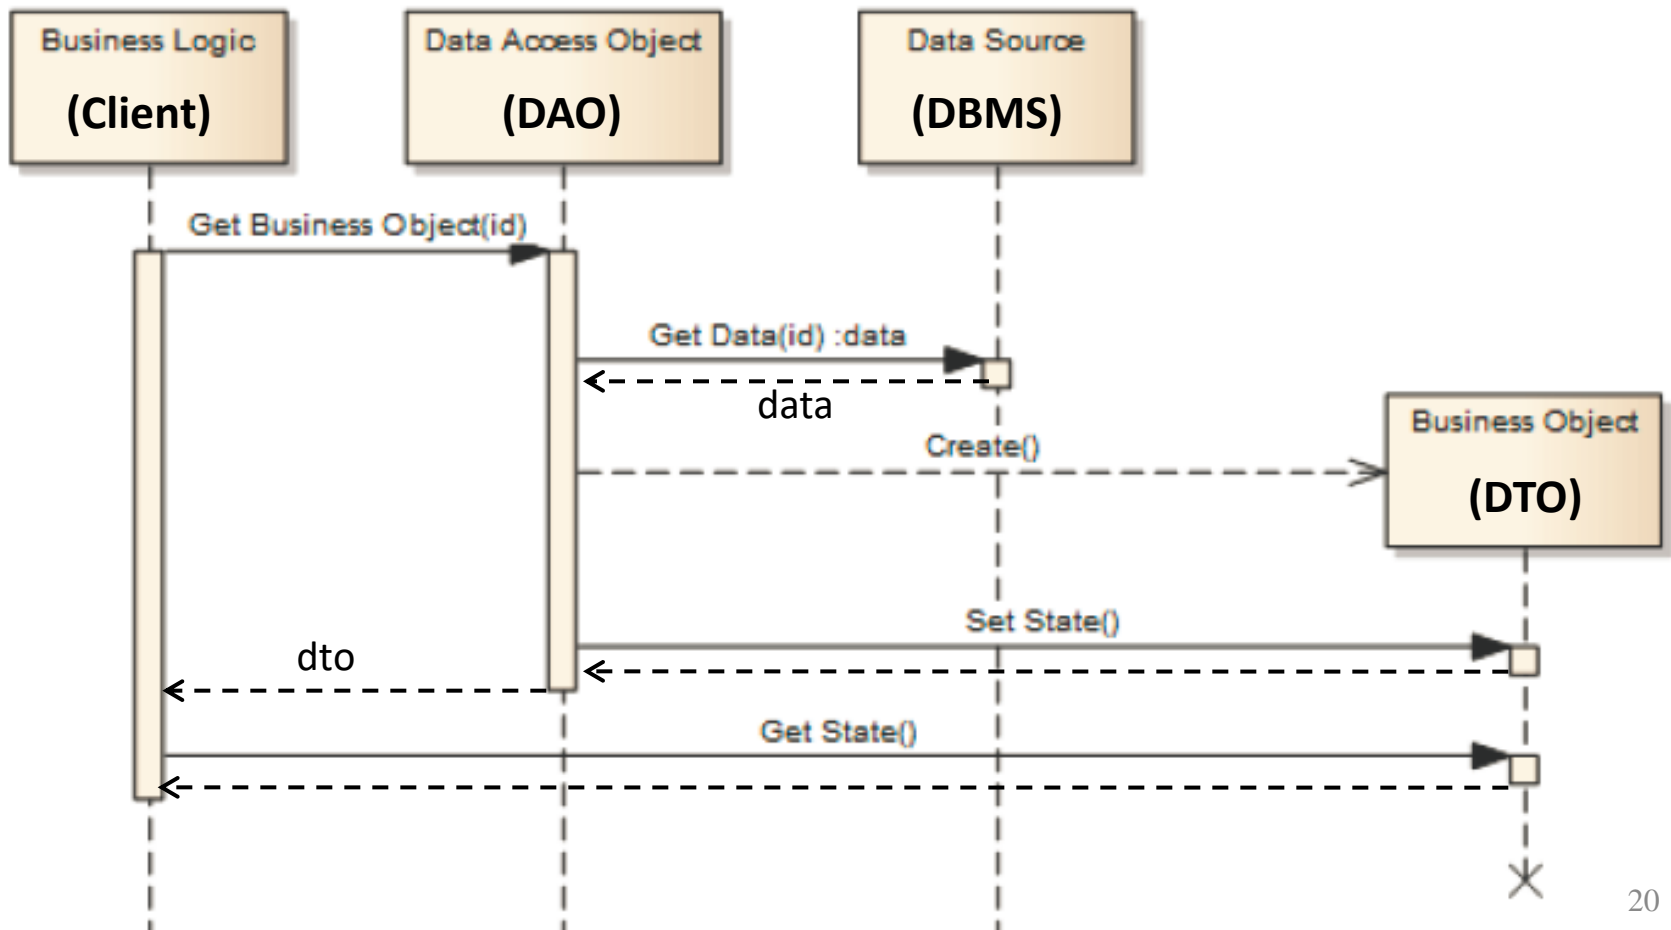 Business Logic
(Client)
Data Access Object
(DAO)
Data Source
(DBMS)
Get Business Object(id)
Get Data(id) :data
data
Create()
Business Object
(DTO)
Set State()
dto
Get State()
20